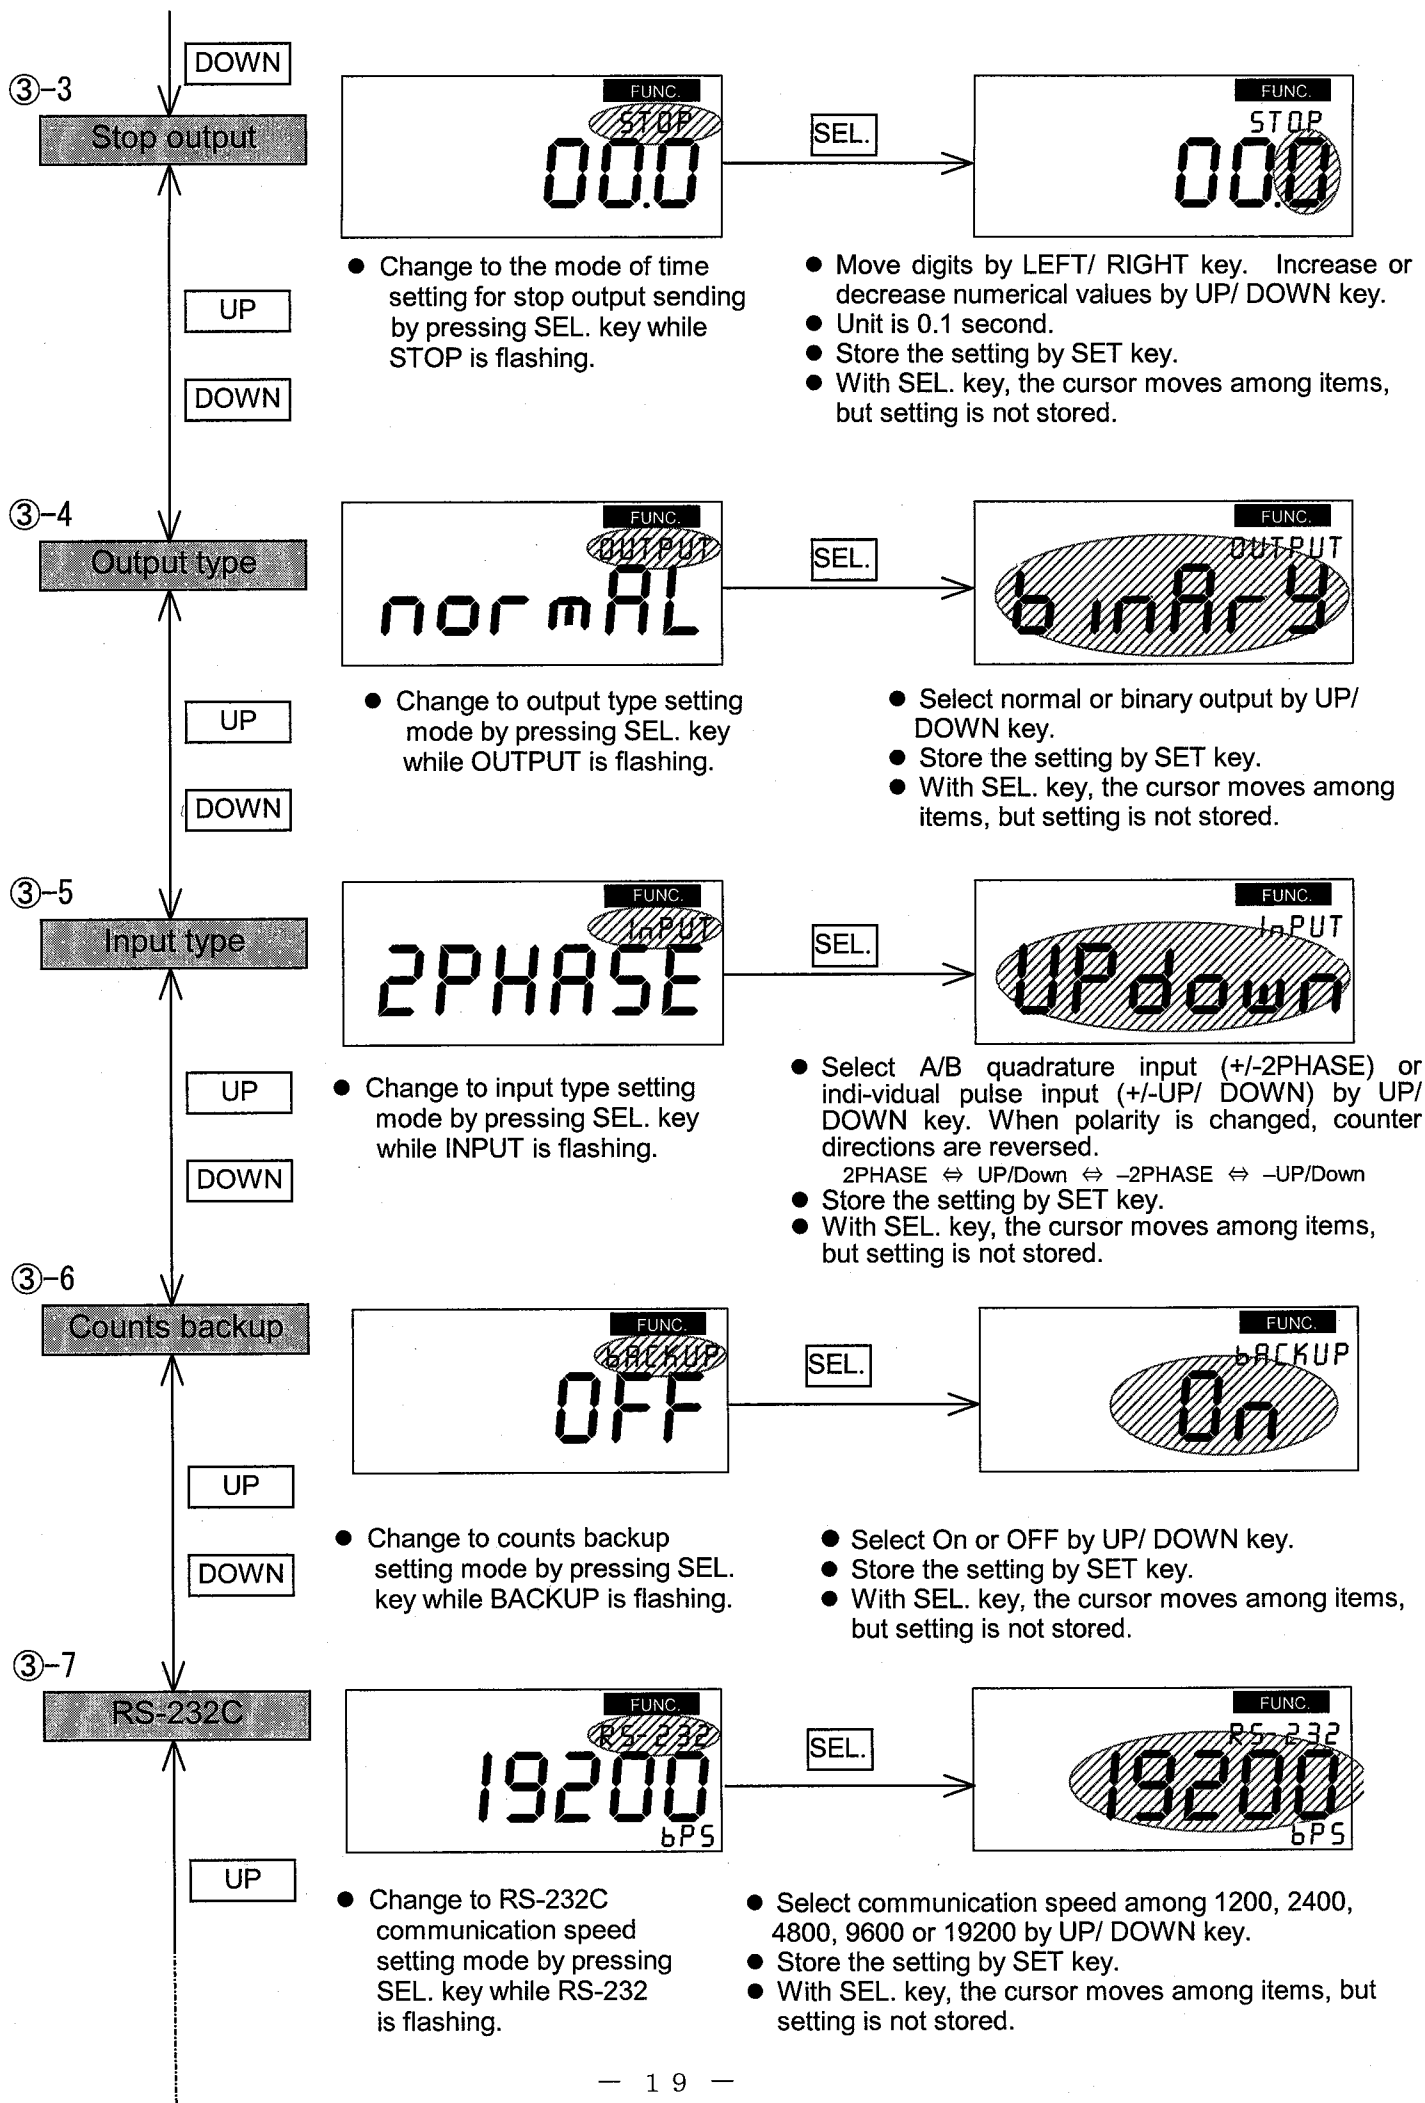 DOWN
③-3
Stop output
FUNC.
STOP
00.0
SEL.
FUNC.
STOP
00.0
● Change to the mode of time
setting for stop output sending
by pressing SEL. key while
STOP is flashing.
● Move digits by LEFT/ RIGHT key. Increase or
decrease numerical values by UP/ DOWN key.
● Unit is 0.1 second.
● Store the setting by SET key.
● With SEL. key, the cursor moves among items,
but setting is not stored.
UP
DOWN
③-4
Output type
FUNC.
OUTPUT
normAL
SEL.
FUNC.
OUTPUT
binArY
● Change to output type setting
mode by pressing SEL. key
while OUTPUT is flashing.
● Select normal or binary output by UP/
DOWN key.
● Store the setting by SET key.
● With SEL. key, the cursor moves among
items, but setting is not stored.
UP
DOWN
③-5
Input type
FUNC.
InPUT
2PHASE
SEL.
FUNC.
InPUT
UPdown
● Change to input type setting
mode by pressing SEL. key
while INPUT is flashing.
● Select A/B quadrature input (+/-2PHASE) or
indi-vidual pulse input (+/-UP/ DOWN) by UP/
DOWN key. When polarity is changed, counter
directions are reversed.
2PHASE ⇔ UP/Down ⇔ –2PHASE ⇔ –UP/Down
● Store the setting by SET key.
● With SEL. key, the cursor moves among items,
but setting is not stored.
UP
DOWN
③-6
Counts backup
FUNC.
bACKUP
OFF
SEL.
FUNC.
bACKUP
On
● Change to counts backup
setting mode by pressing SEL.
key while BACKUP is flashing.
● Select On or OFF by UP/ DOWN key.
● Store the setting by SET key.
● With SEL. key, the cursor moves among items,
but setting is not stored.
UP
DOWN
③-7
RS-232C
FUNC.
RS-232
19200
bPS
SEL.
FUNC.
RS-232
19200
bPS
● Change to RS-232C
communication speed
setting mode by pressing
SEL. key while RS-232
is flashing.
● Select communication speed among 1200, 2400,
4800, 9600 or 19200 by UP/ DOWN key.
● Store the setting by SET key.
● With SEL. key, the cursor moves among items, but
setting is not stored.
UP
— 19 —